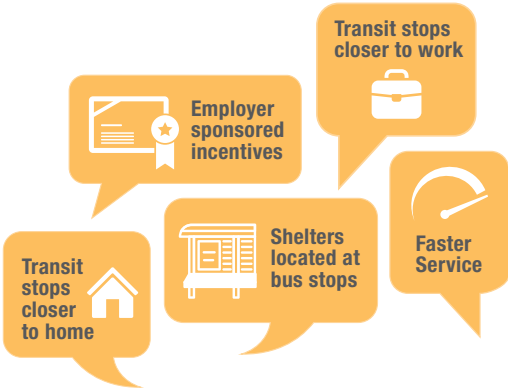 Transit stops
closer to work
Employer
sponsored
incentives
Shelters
located at
bus stops
Faster
Service
Transit
stops
closer
to home